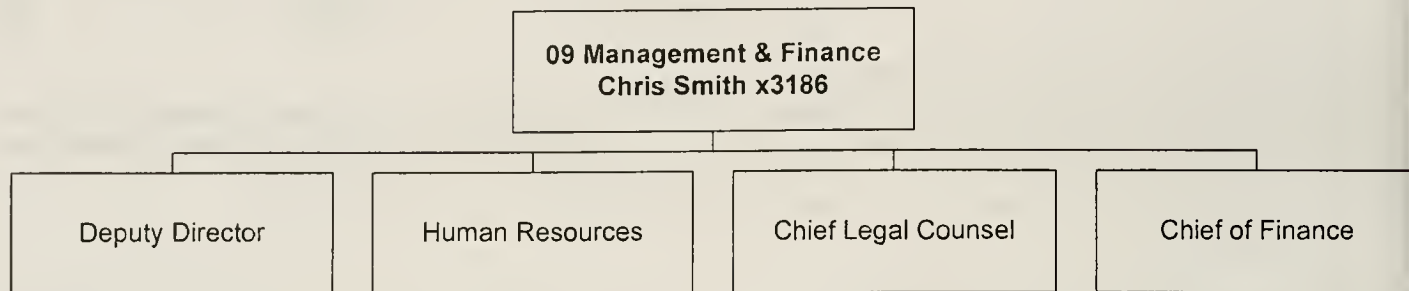 09 Management & Finance
Chris Smith x3186
Deputy Director
Human Resources
Chief Legal Counsel
Chief of Finance